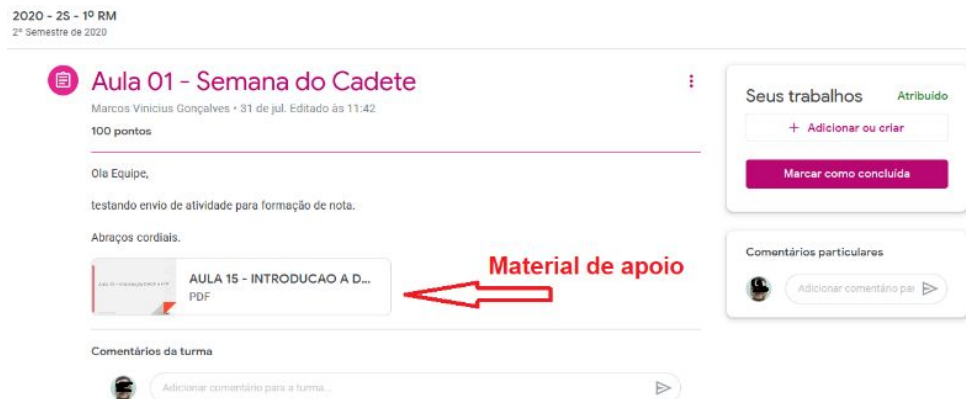 2020 - 2S - 1º RM
2º Semestre de 2020
Aula 01 - Semana do Cadete
Marcos Vinicius Gonçalves • 31 de jul. Editado às 11:42
100 pontos
Ola Equipe,
testando envio de atividade para formação de nota.
Abraços cordiais.
AULA 15 - INTRODUCAO A D...
PDF
Material de apoio
Comentários da turma
Adicionar comentário para a turma...
Seus trabalhos
Atribuído
+ Adicionar ou criar
Marcar como concluída
Comentários particulares
Adicionar comentário par